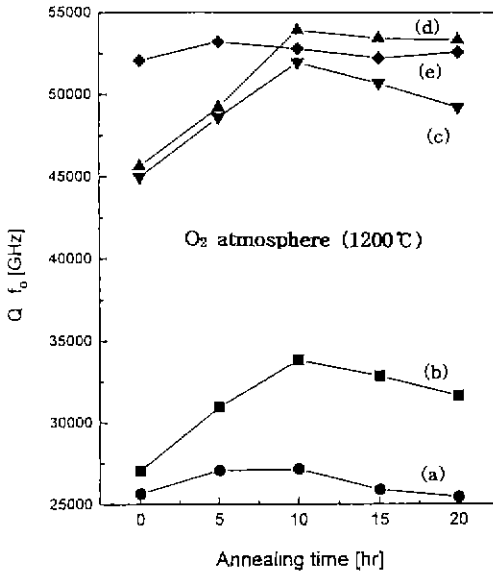 55000
(d)
(e)
50000
(c)
45000
O₂ atmosphere (1200℃)
40000
Q f₀ [GHz]
35000
(b)
30000
(a)
25000
0 5 10 15 20
Annealing time [hr]